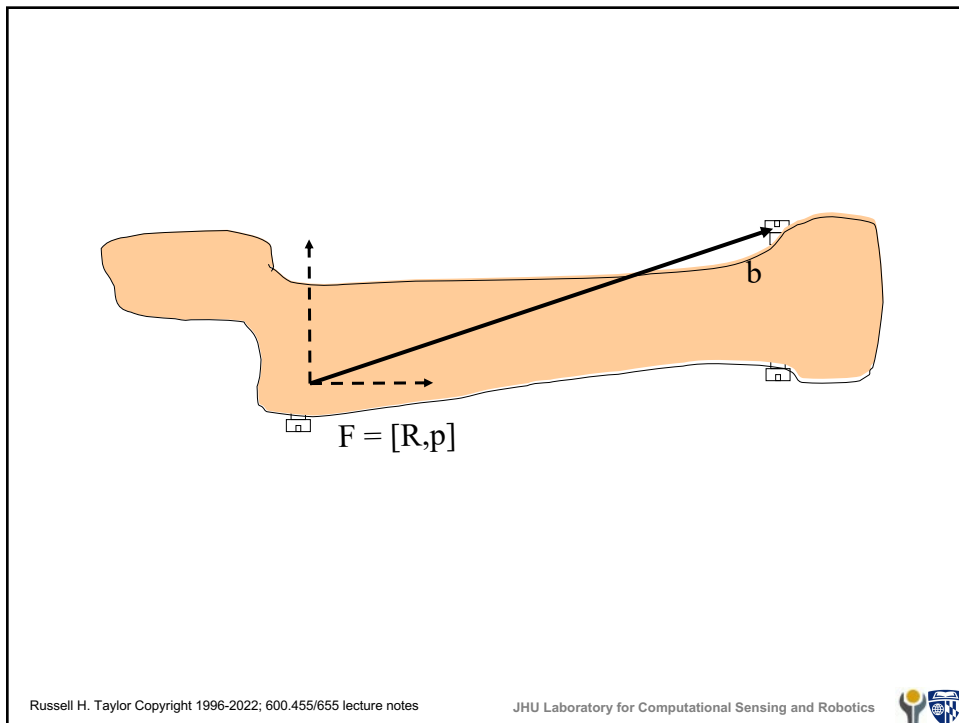 b
F = [R,p]
Russell H. Taylor Copyright 1996-2022; 600.455/655 lecture notes
JHU Laboratory for Computational Sensing and Robotics